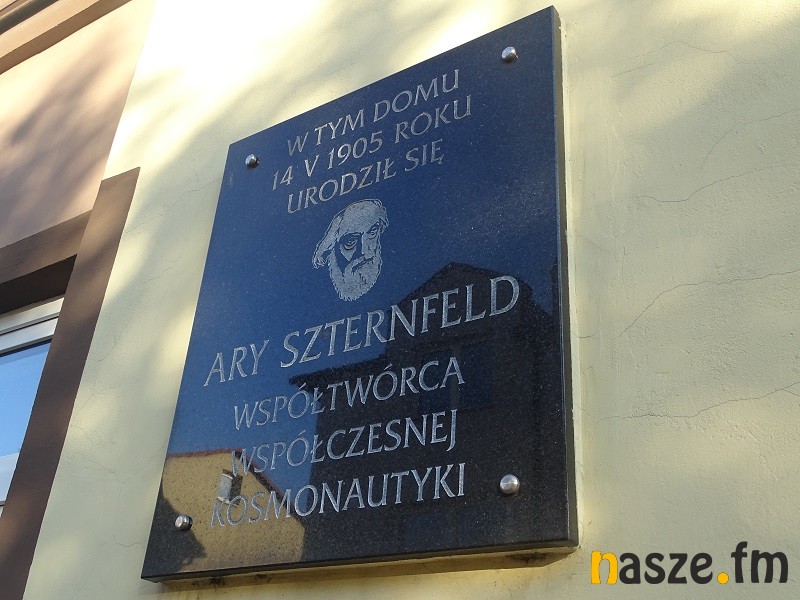 W TYM DOMU
14 V 1905 ROKU
URODZIŁ SIĘ
ARY SZTERNFELD
WSPÓŁTWÓRCA
WSPÓŁCZESNEJ
KOSMONAUTYKI
nasze.fm